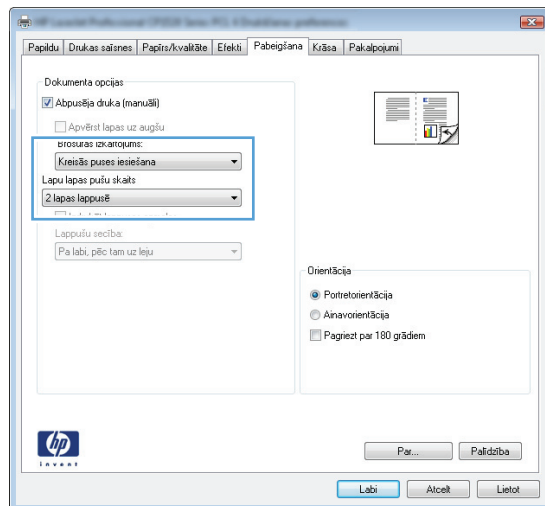 Papildu Drukas saīsnes Papīrs/kvalitāte Efekti Pabeigšana Krāsa Pakalpojumi
Dokumenta opcijas
Abpusēja druka (manuāli)
Apvērst lapas uz augšu
Brošūras izkārtojums:
Kreisās puses iesiešana
Lapu lapas pušu skaits
2 lapas lappusē
Lappušu secība:
Pa labi, pēc tam uz leju
Orientācija
Portretorientācija
Ainavorientācija
Pagriezt par 180 grādiem
hp
invent
Par... Palīdzība
Labi Atcelt Lietot